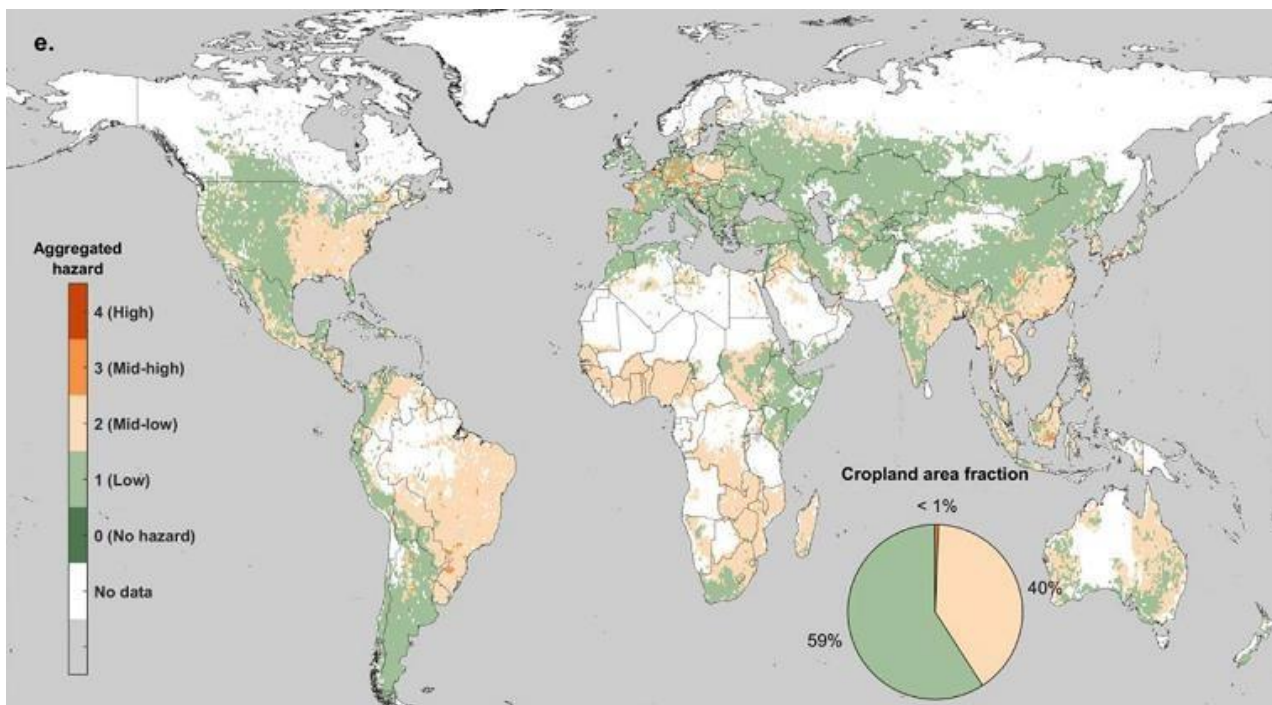 e.
Aggregated
hazard
4 (High)
3 (Mid-high)
2 (Mid-low)
1 (Low)
0 (No hazard)
No data
Cropland area fraction
< 1%
40%
59%